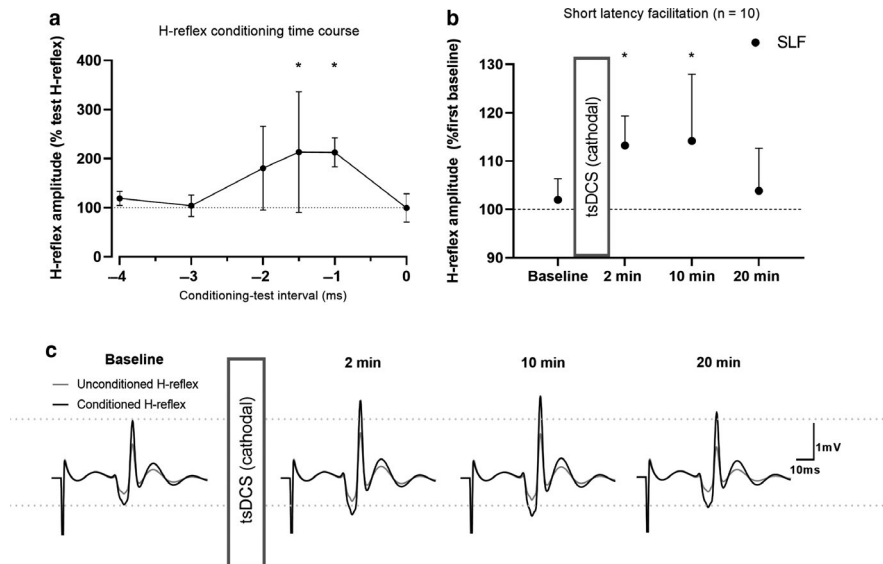 a
H-reflex conditioning time course
H-reflex amplitude (% test H-reflex)
400
300
200
100
0
* *
–4 –3 –2 –1 0
Conditioning-test interval (ms)
b
Short latency facilitation (n = 10)
SLF
H-reflex amplitude (%first baseline)
130
120
110
100
90
tsDCS (cathodal)
* *
Baseline 2 min 10 min 20 min
c
Baseline
Unconditioned H-reflex
Conditioned H-reflex
tsDCS (cathodal)
2 min
10 min
20 min
1mV
10ms